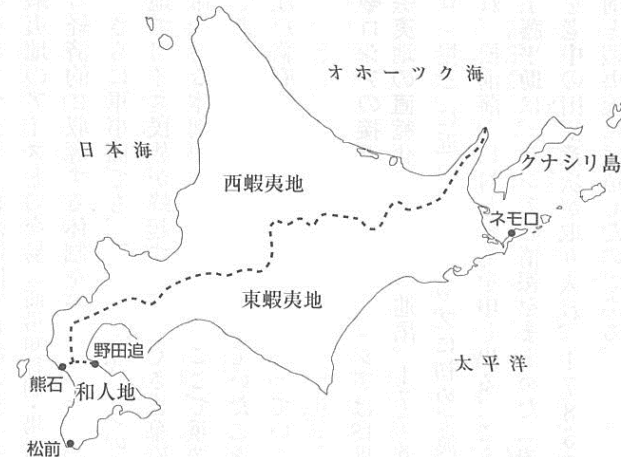 オホーツク海
日本海
クナシリ島
西蝦夷地
ネモロ
東蝦夷地
野田追
太平洋
熊石
和人地
松前